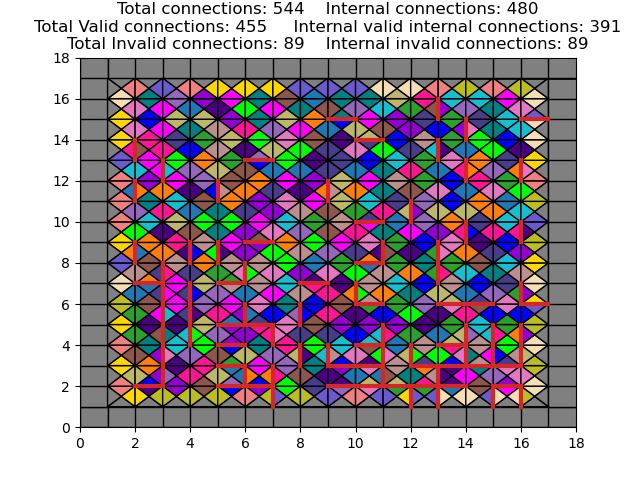 Total connections: 544    Internal connections: 480
Total Valid connections: 455     Internal valid internal connections: 391
Total Invalid connections: 89    Internal invalid connections: 89
18
16
14
12
10
8
6
4
2
0
0 2 4 6 8 10 12 14 16 18